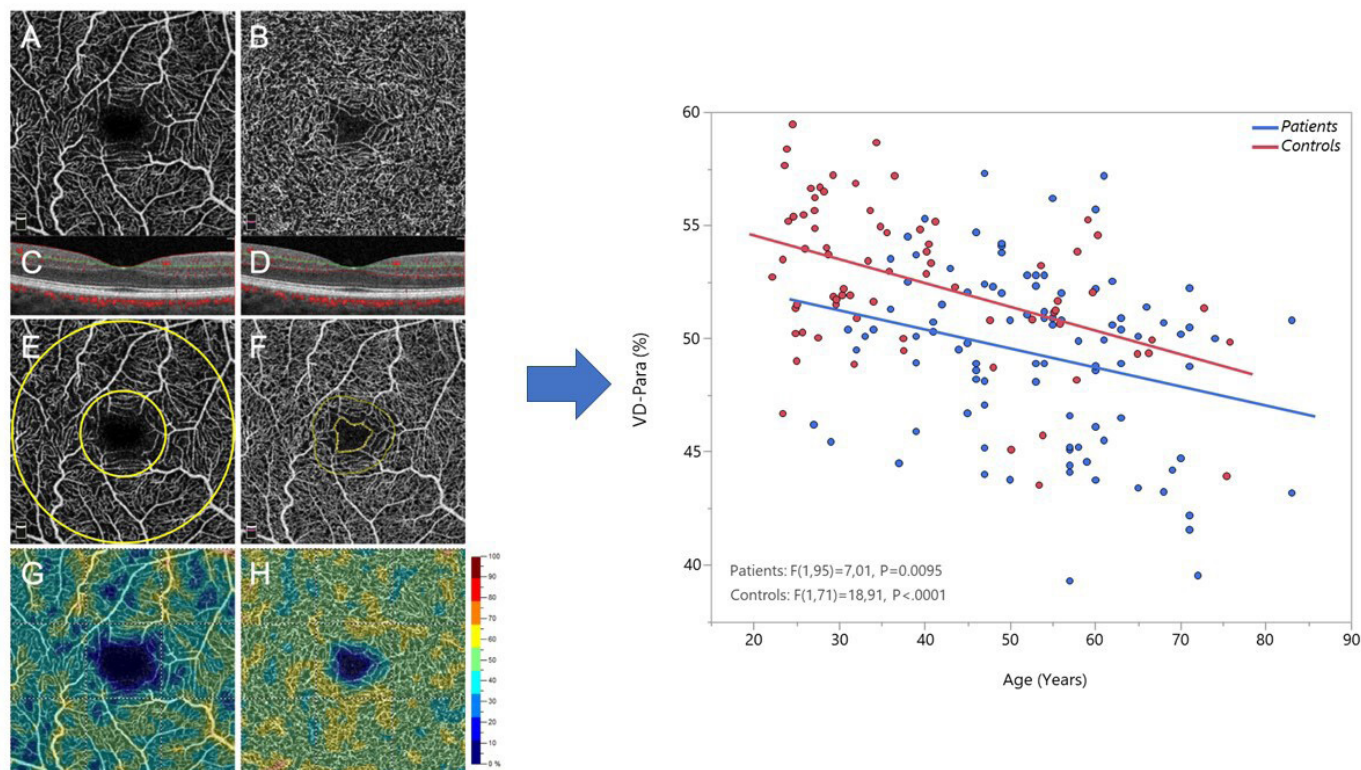 A B
C D
E F
G H
100
90
80
70
60
50
40
30
20
10
0 %
Patients
Controls
60
55
50
45
40
VD-Para (%)
Patients: F(1,95)=7,01, P=0.0095
Controls: F(1,71)=18,91, P<.0001
20 30 40 50 60 70 80 90
Age (Years)